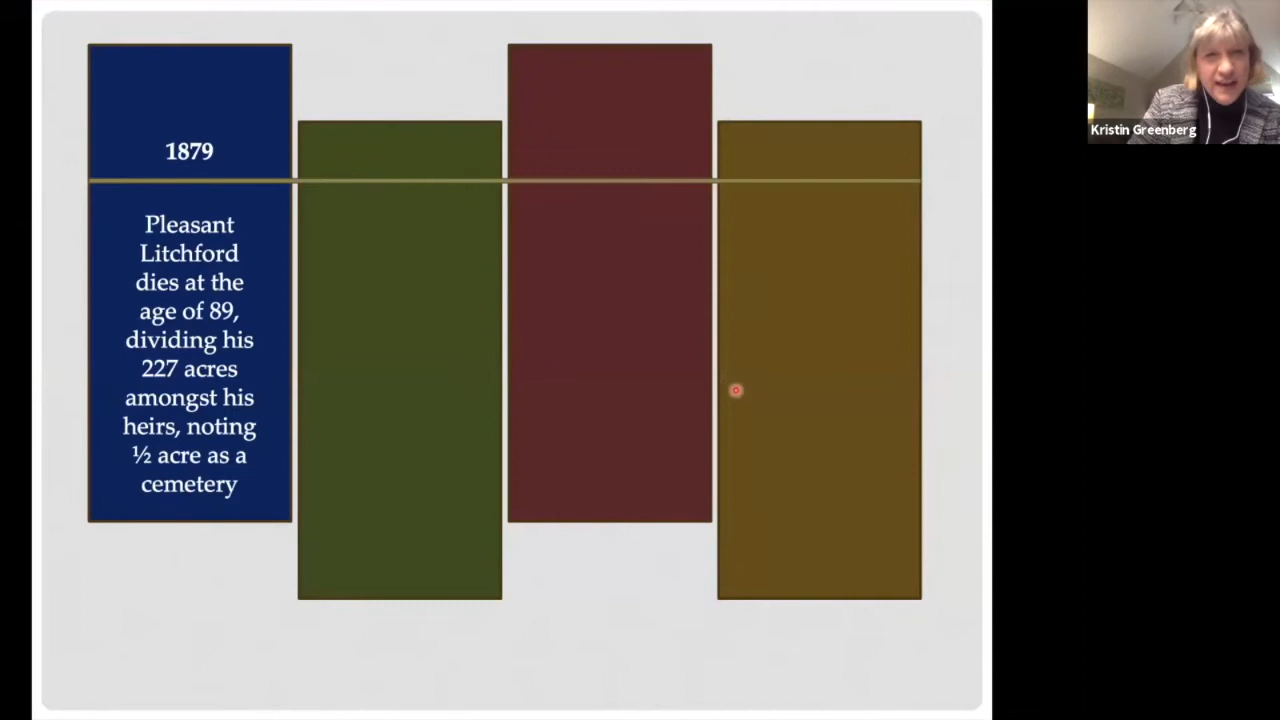 1879
Pleasant
Litchford
dies at the
age of 89,
dividing his
227 acres
amongst his
heirs, noting
½ acre as a
cemetery
Kristin Greenberg